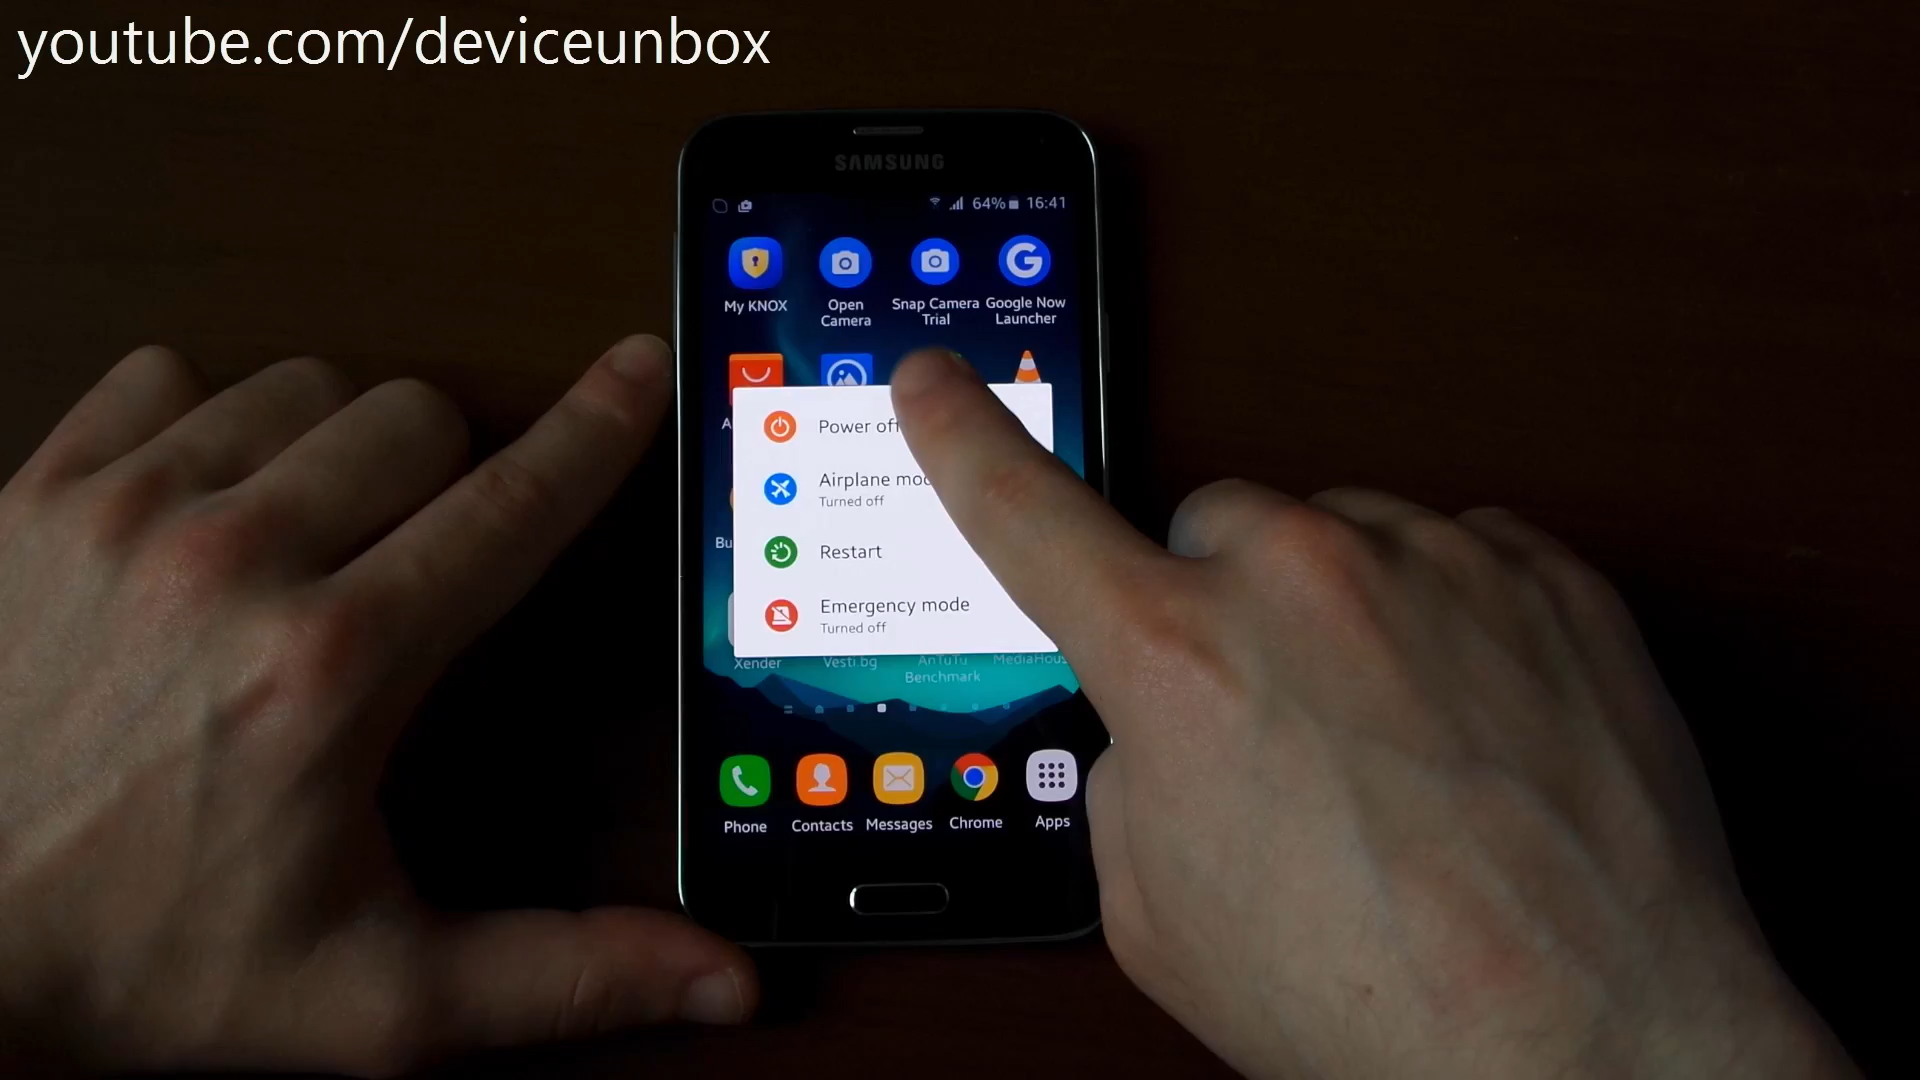 youtube.com/deviceunbox
SAMSUNG
64% 16:41
My KNOX
Open
Camera
Snap Camera
Trial
Google Now
Launcher
Power off
Airplane
Turned off
Restart
Emergency mode
Turned off
Xender
Vesti.bg
AnTuTu
Benchmark
Phone
Contacts
Messages
Chrome
Apps